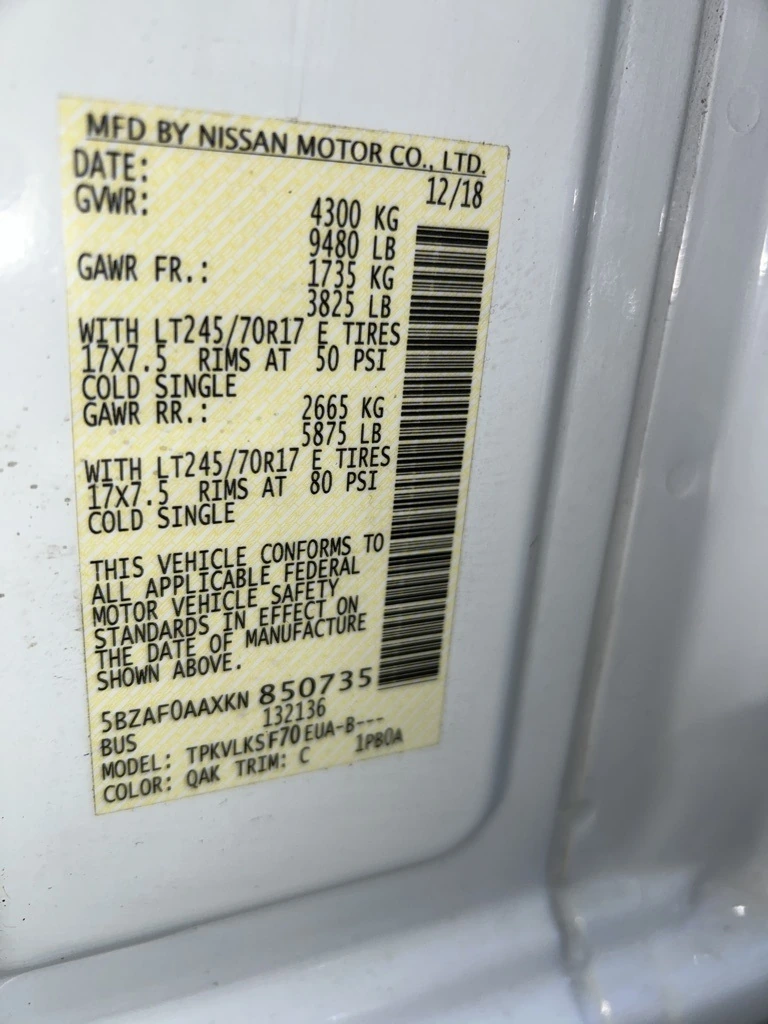 MFD BY NISSAN MOTOR CO., LTD.
DATE: 12/18
GVWR: 4300 KG
9480 LB
GAWR FR.: 1735 KG
3825 LB
WITH LT245/70R17 E TIRES
17X7.5 RIMS AT 50 PSI
COLD SINGLE
GAWR RR.: 2665 KG
5875 LB
WITH LT245/70R17 E TIRES
17X7.5 RIMS AT 80 PSI
COLD SINGLE
THIS VEHICLE CONFORMS TO
ALL APPLICABLE FEDERAL
MOTOR VEHICLE SAFETY
STANDARDS IN EFFECT ON
THE DATE OF MANUFACTURE
SHOWN ABOVE.
5BZAF0AAXKN 850735
BUS 132136
MODEL: TPKVLKSF70EUA-B---
COLOR: QAK TRIM: C 1PB0A